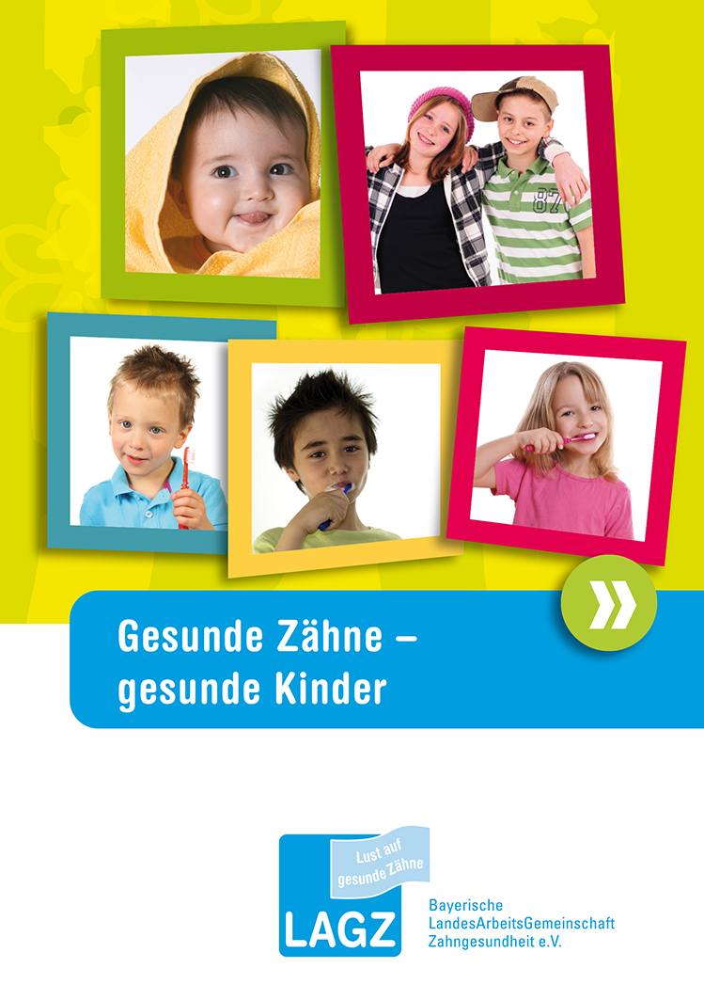 87
Gesunde Zähne –
gesunde Kinder
Lust auf
gesunde Zähne
LAGZ
Bayerische
LandesArbeitsGemeinschaft
Zahngesundheit e.V.